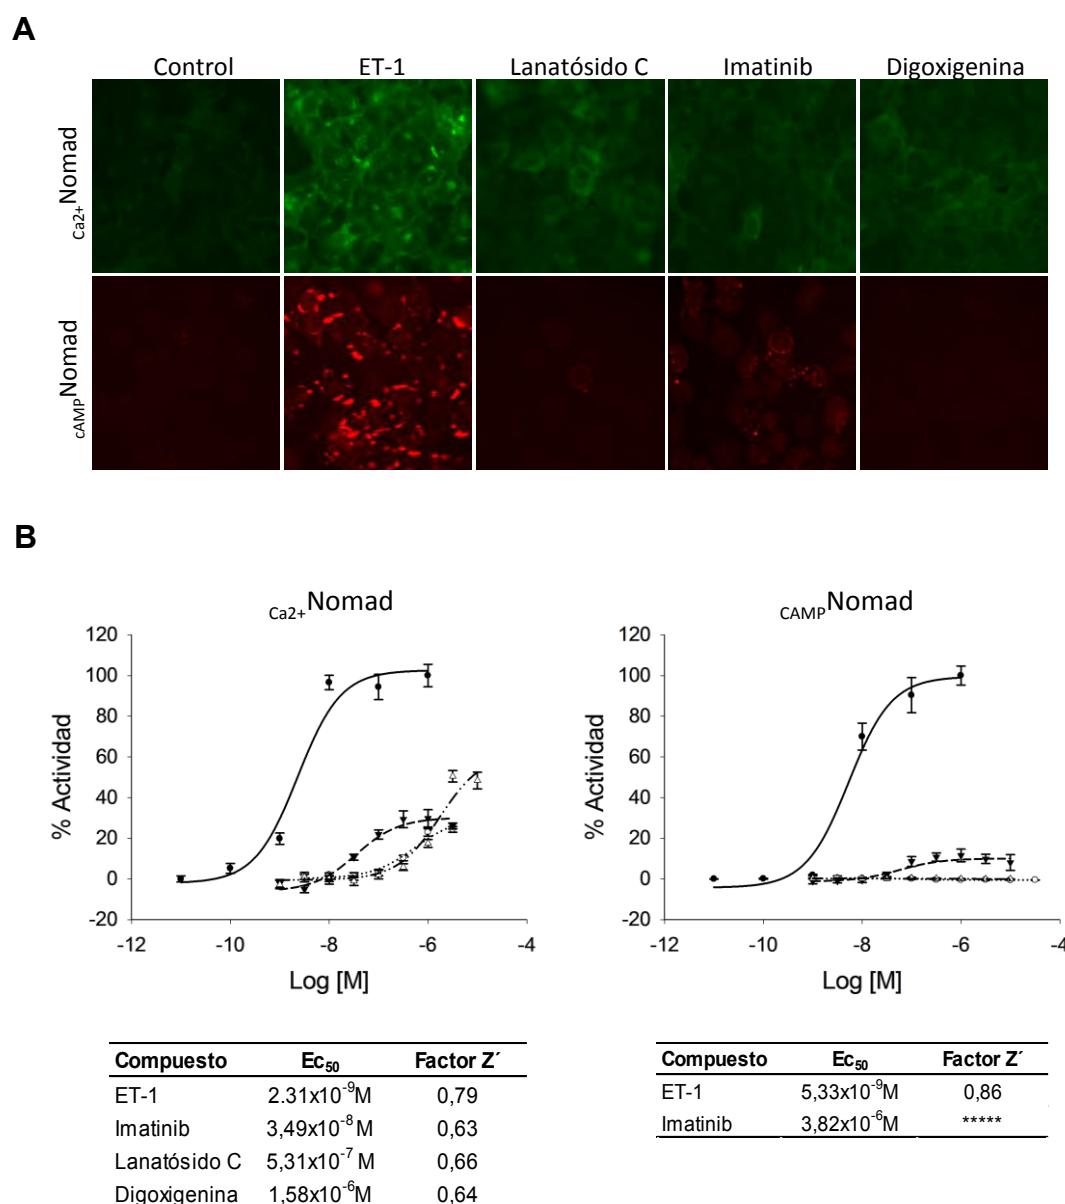 A
Control ET-1 Lanatósido C Imatinib Digoxigenina
Ca2+Nomad
cAMPNomad
B
Ca2+Nomad
CAMPNomad
% Actividad
120
100
80
60
40
20
0
-20
-12 -10 -8 -6 -4
Log [M]
% Actividad
120
100
80
60
40
20
0
-20
-12 -10 -8 -6 -4
Log [M]
Compuesto Ec50 Factor Z´
ET-1 2.31x10-9M 0,79
Imatinib 3,49x10-8 M 0,63
Lanatósido C 5,31x10-7 M 0,66
Digoxigenina 1,58x10-6M 0,64
Compuesto Ec50 Factor Z´
ET-1 5,33x10-9M 0,86
Imatinib 3,82x10-6M *****